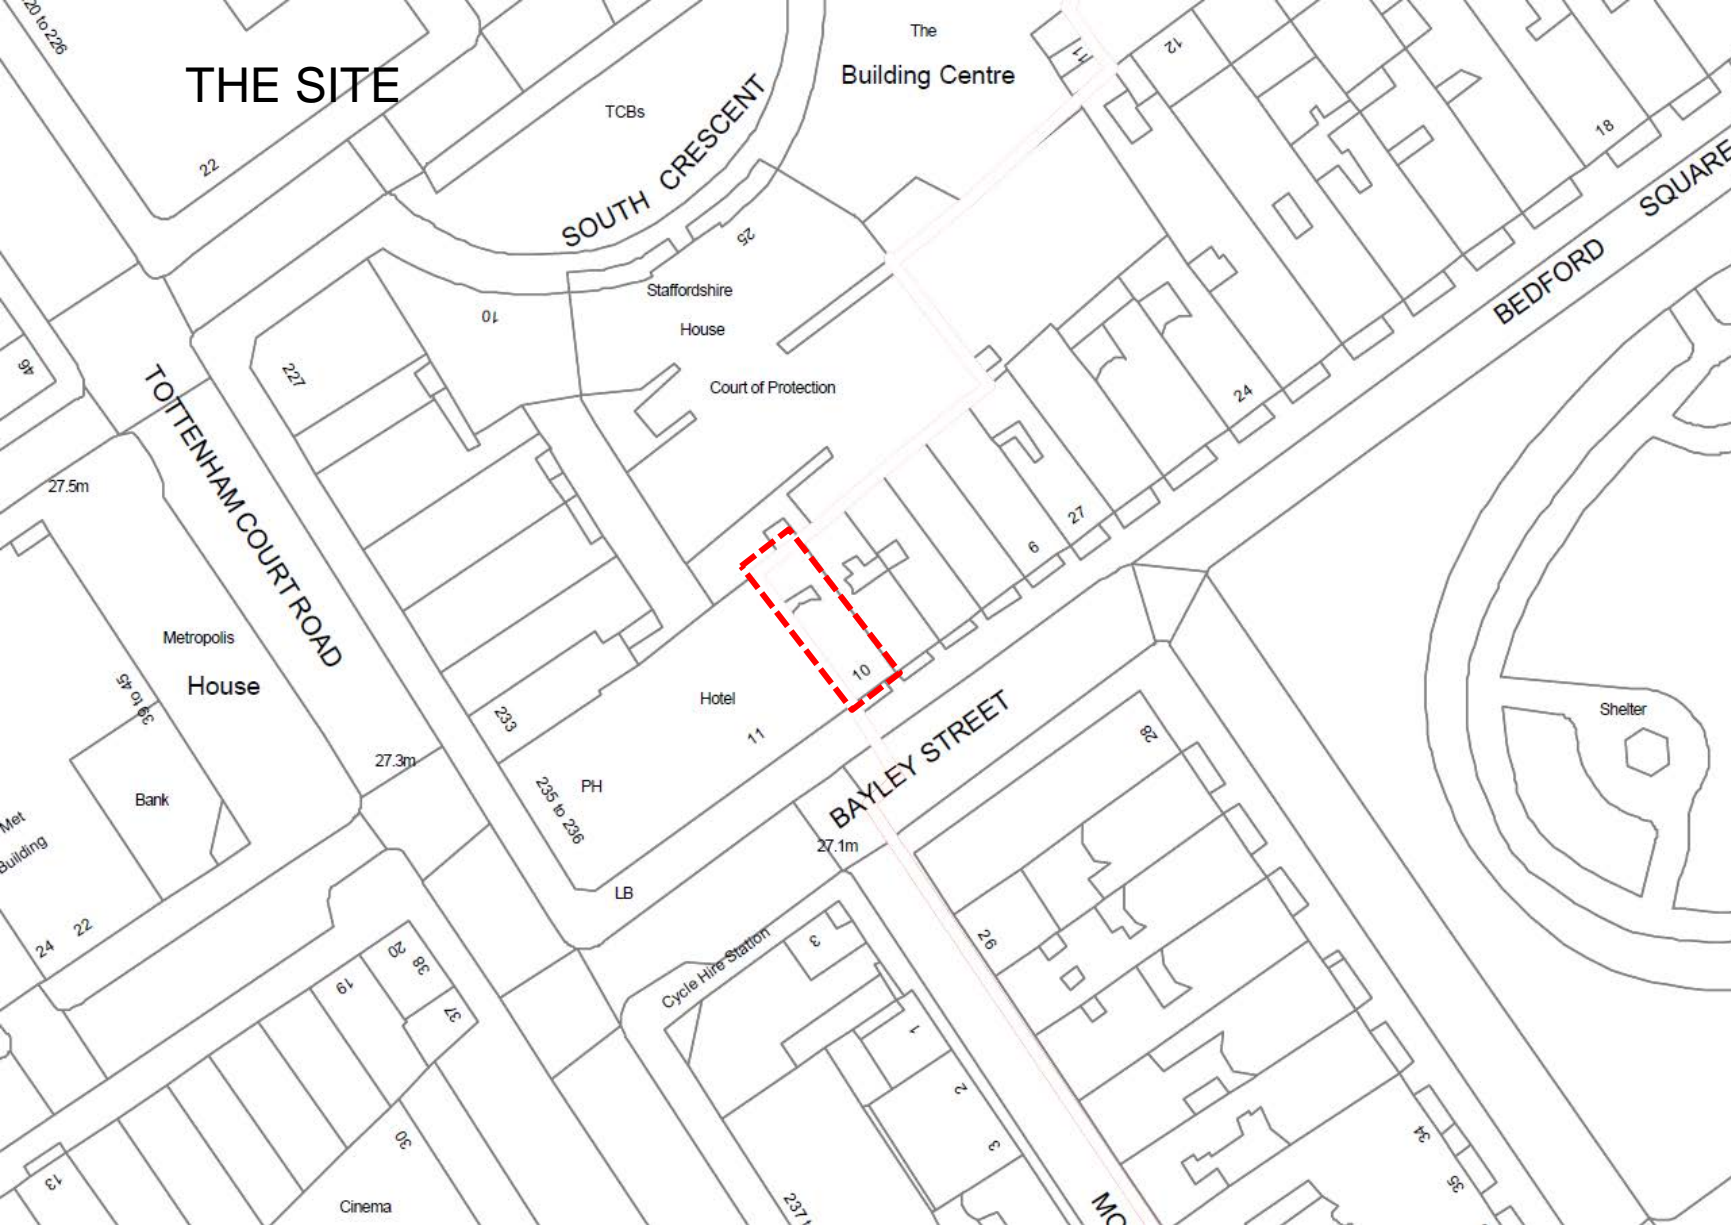 20 to 226
THE SITE
22
TCBs
SOUTH CRESCENT
The
Building Centre
11
12
18
BEDFORD SQUARE
25
Staffordshire
House
Court of Protection
10
227
46
TOTTENHAM COURT ROAD
27.5m
24
27
6
10
Metropolis
House
39 to 45
Hotel
11
233
235 to 236
PH
27.3m
Bank
Met
Building
24
22
LB
BAYLEY STREET
27.1m
28
Shelter
26
Cycle Hire Station
3
1
2
3
20
38
19
37
30
13
Cinema
34
35